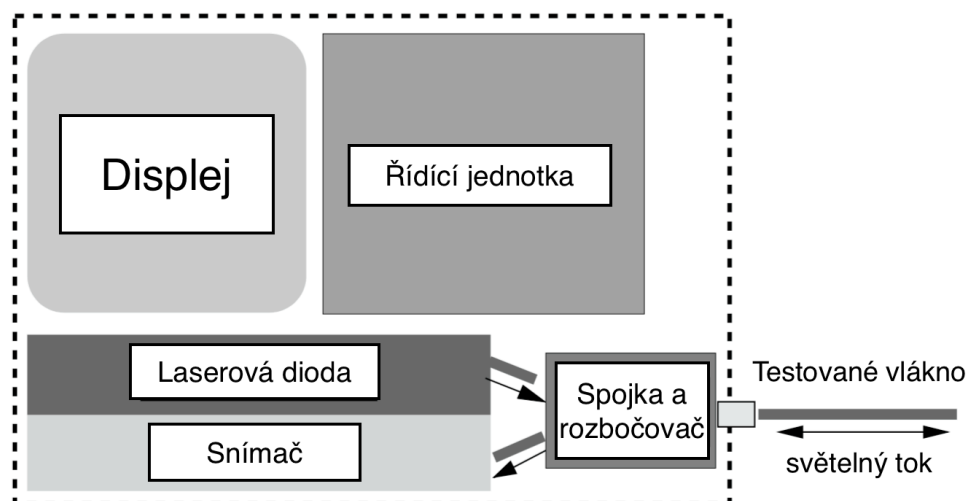 Displej
Řídící jednotka
Laserová dioda
Snímač
Spojka a
rozbočovač
Testované vlákno
světelný tok